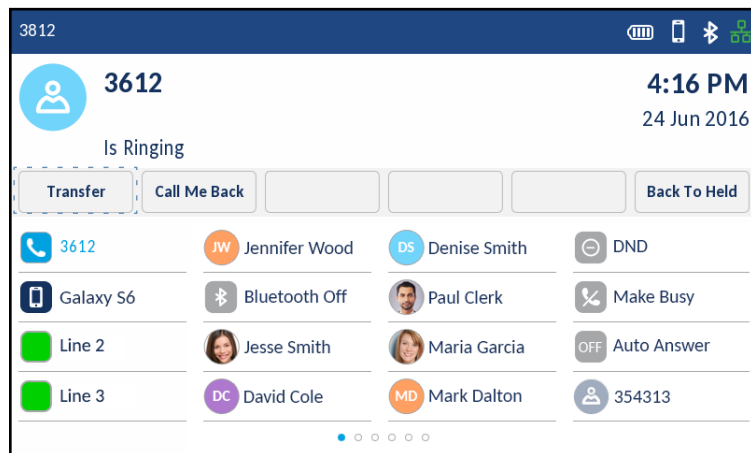 3812
3612
4:16 PM
24 Jun 2016
Is Ringing
Transfer Call Me Back Back To Held
3612 JW Jennifer Wood DS Denise Smith DND
Galaxy S6 Bluetooth Off Paul Clerk Make Busy
Line 2 Jesse Smith Maria Garcia OFF Auto Answer
Line 3 DC David Cole MD Mark Dalton 354313